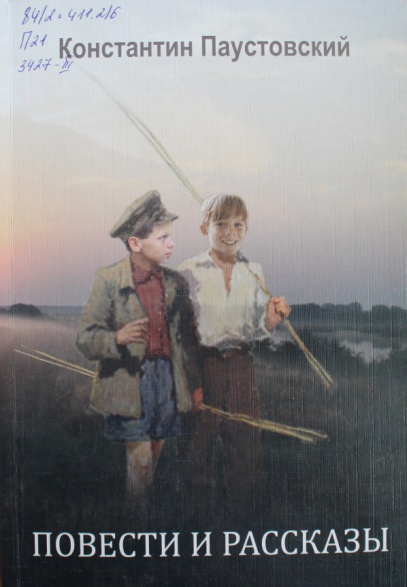 84/2=411.2/6
П21
3427-III
Константин Паустовский
ПОВЕСТИ И РАССКАЗЫ